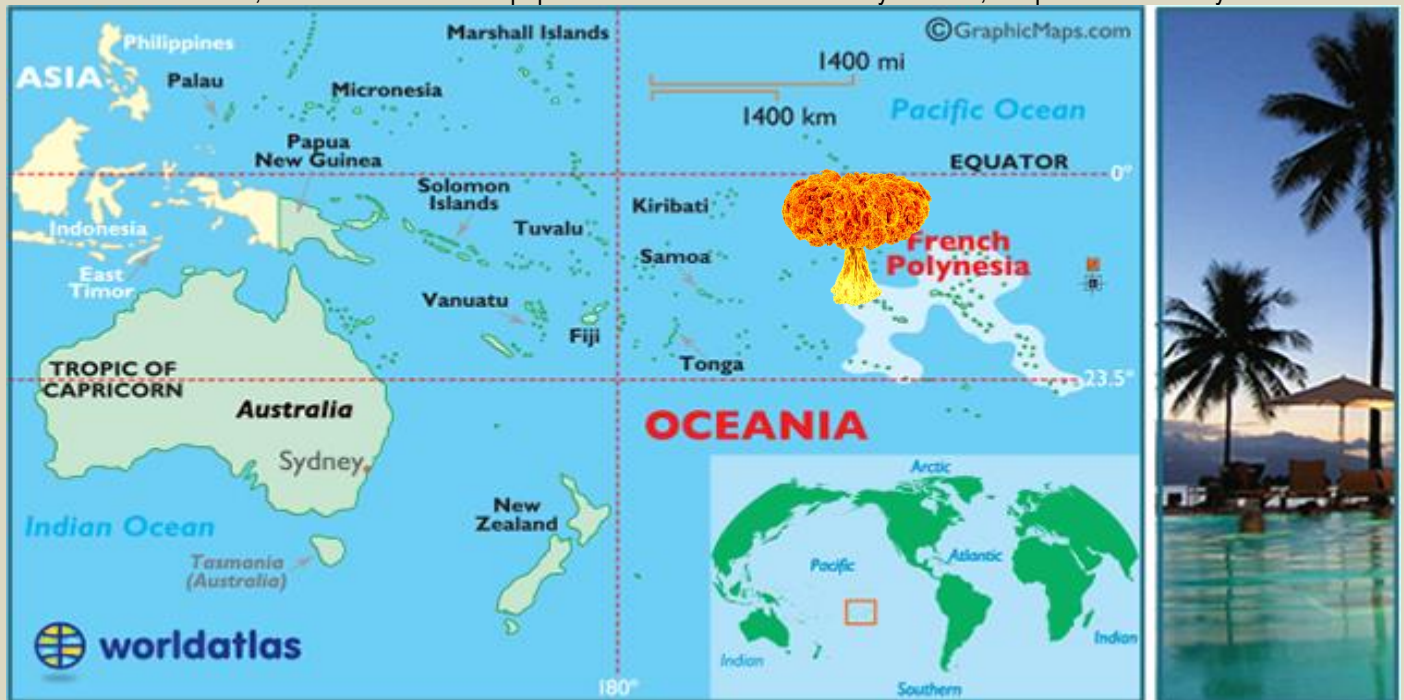 ©GraphicMaps.com
Philippines
Marshall Islands
ASIA
Palau
Micronesia
1400 mi
1400 km
Pacific Ocean
Papua
New Guinea
EQUATOR
0°
Solomon
Islands
Kiribati
Indonesia
Tuvalu
French
Polynesia
Samoa
East
Timor
Vanuatu
Fiji
Tonga
TROPIC OF
CAPRICORN
23.5°
Australia
OCEANIA
Sydney
Arctic
New
Zealand
Indian Ocean
Pacific
Atlantic
Tasmania
(Australia)
worldatlas
Indian
Indian
180°
Southern